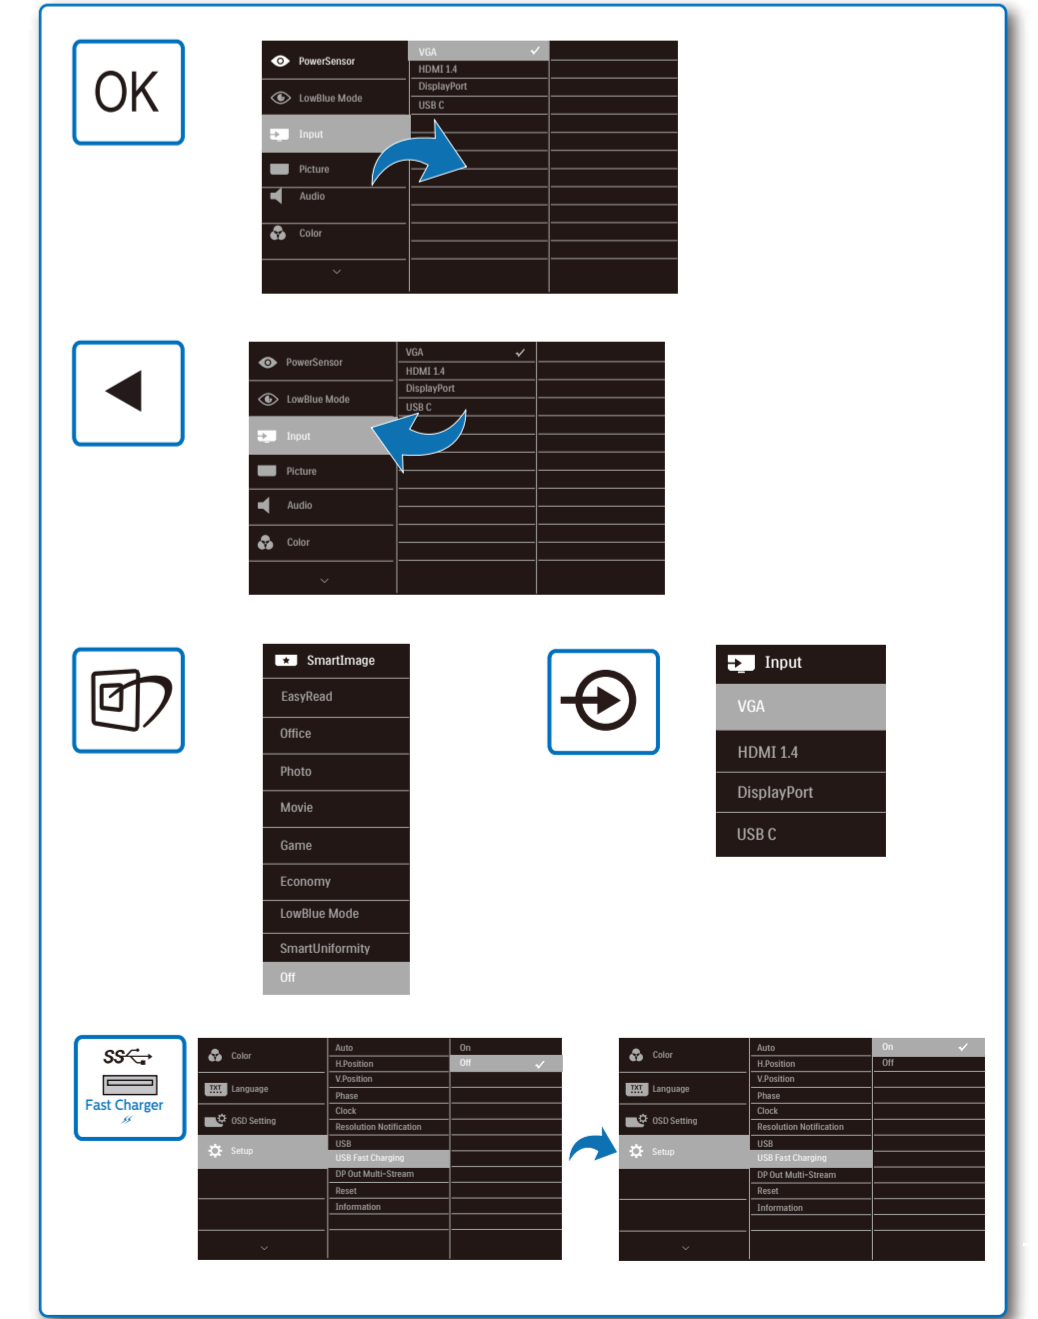 OK
PowerSensor
LowBlue Mode
Input
Picture
Audio
Color
VGA
HDMI 1.4
DisplayPort
USB C
PowerSensor
LowBlue Mode
Input
Picture
Audio
Color
VGA
HDMI 1.4
DisplayPort
USB C
SmartImage
EasyRead
Office
Photo
Movie
Game
Economy
LowBlue Mode
SmartUniformity
Off
Input
VGA
HDMI 1.4
DisplayPort
USB C
SS
Fast Charger
Color
TXT Language
OSD Setting
Setup
Auto
H.Position
V.Position
Phase
Clock
Resolution Notification
USB
USB Fast Charging
DP Out Multi-Stream
Reset
Information
On
Off
Color
TXT Language
OSD Setting
Setup
Auto
H.Position
V.Position
Phase
Clock
Resolution Notification
USB
USB Fast Charging
DP Out Multi-Stream
Reset
Information
On
Off